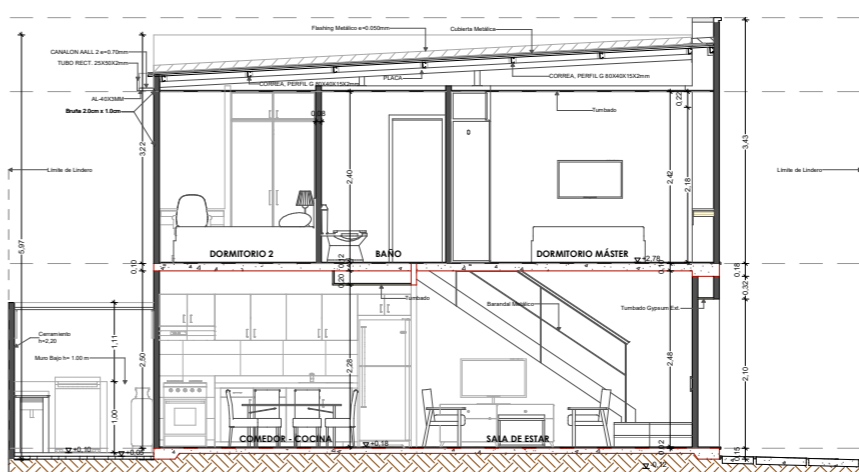 Flashing Metálico e=0.050mm
Cubierta Metálica
CANALON AALL 2 e=0.70mm
TUBO RECT. 25X50X2mm
CORREA, PERFIL G 80X40X15X2mm
PLACA
CORREA, PERFIL G 80X40X15X2mm
AL-40X3MM
Bruña 2.0cm x 1.0cm
Tumbado
0,08
0,22
3,22
2,40
2,42
2,18
3,43
Límite de Lindero
Límite de Lindero
5,97
DORMITORIO 2
BAÑO
DORMITORIO MÁSTER
+2,78
0,10
0,12
0,18
0,20
0,32
Tumbado
Barandal Metálico
Tumbado Gypsum Ext.
Cerramiento
h=2,20
1,11
Muro Bajo h= 1.00 m
2,50
2,28
2,48
2,10
1,00
COMEDOR - COCINA
SALA DE ESTAR
+0,10
+0,18
0,15
-0,12